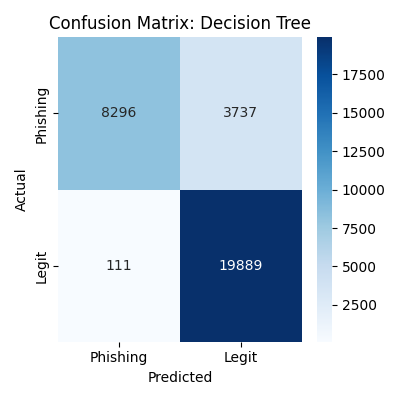 Confusion Matrix: Decision Tree
Actual
Phishing
8296
3737
Legit
111
19889
Phishing
Legit
Predicted
17500
15000
12500
10000
7500
5000
2500